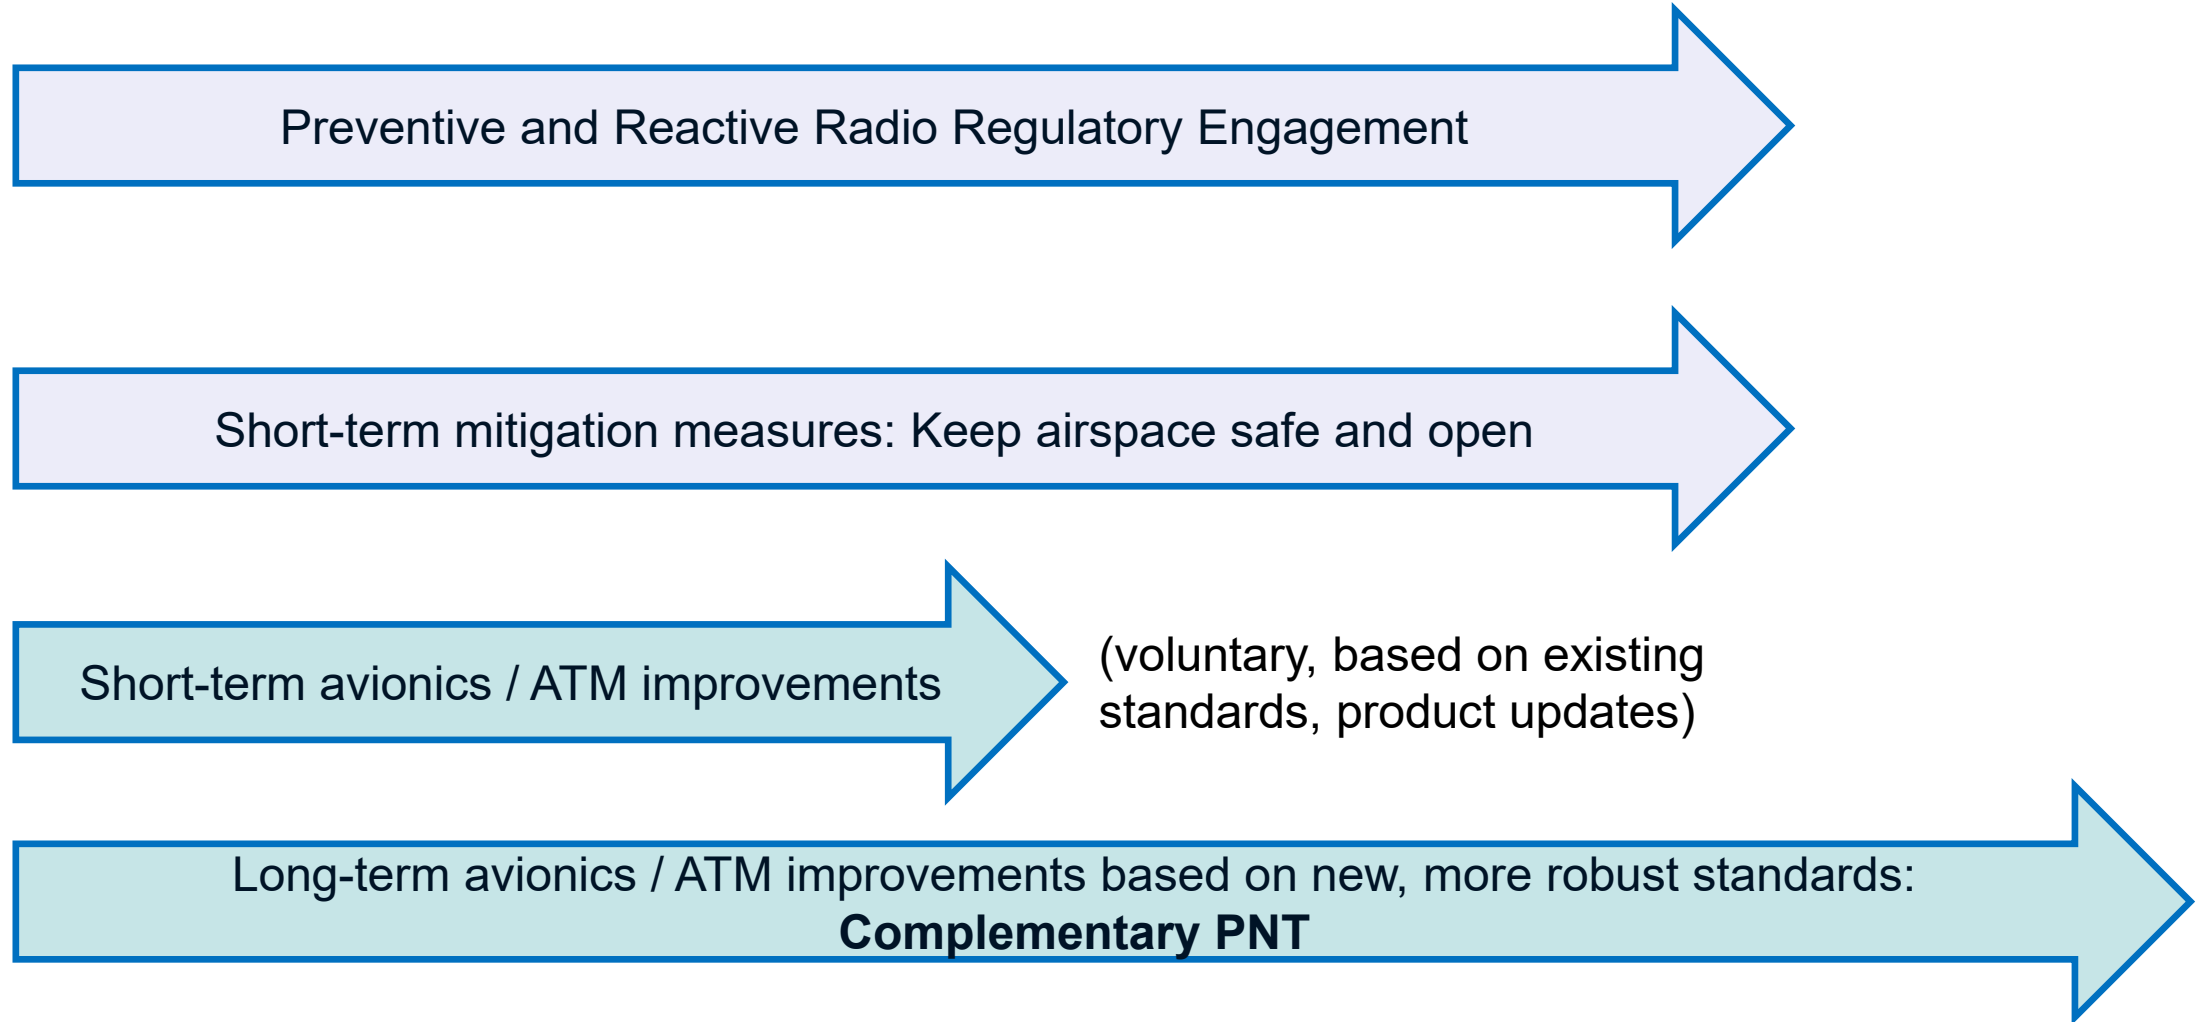 Preventive and Reactive Radio Regulatory Engagement
Short-term mitigation measures: Keep airspace safe and open
Short-term avionics / ATM improvements
(voluntary, based on existing
standards, product updates)
Long-term avionics / ATM improvements based on new, more robust standards:
Complementary PNT